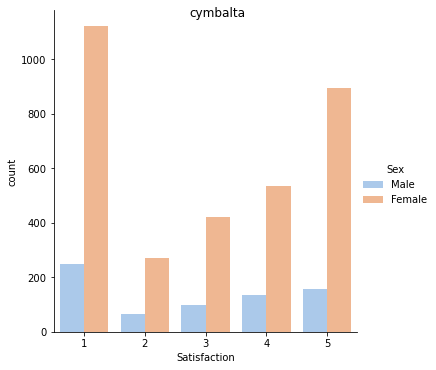 cymbalta
1000
800
600
400
200
0
count
1 2 3 4 5
Satisfaction
Sex
Male
Female